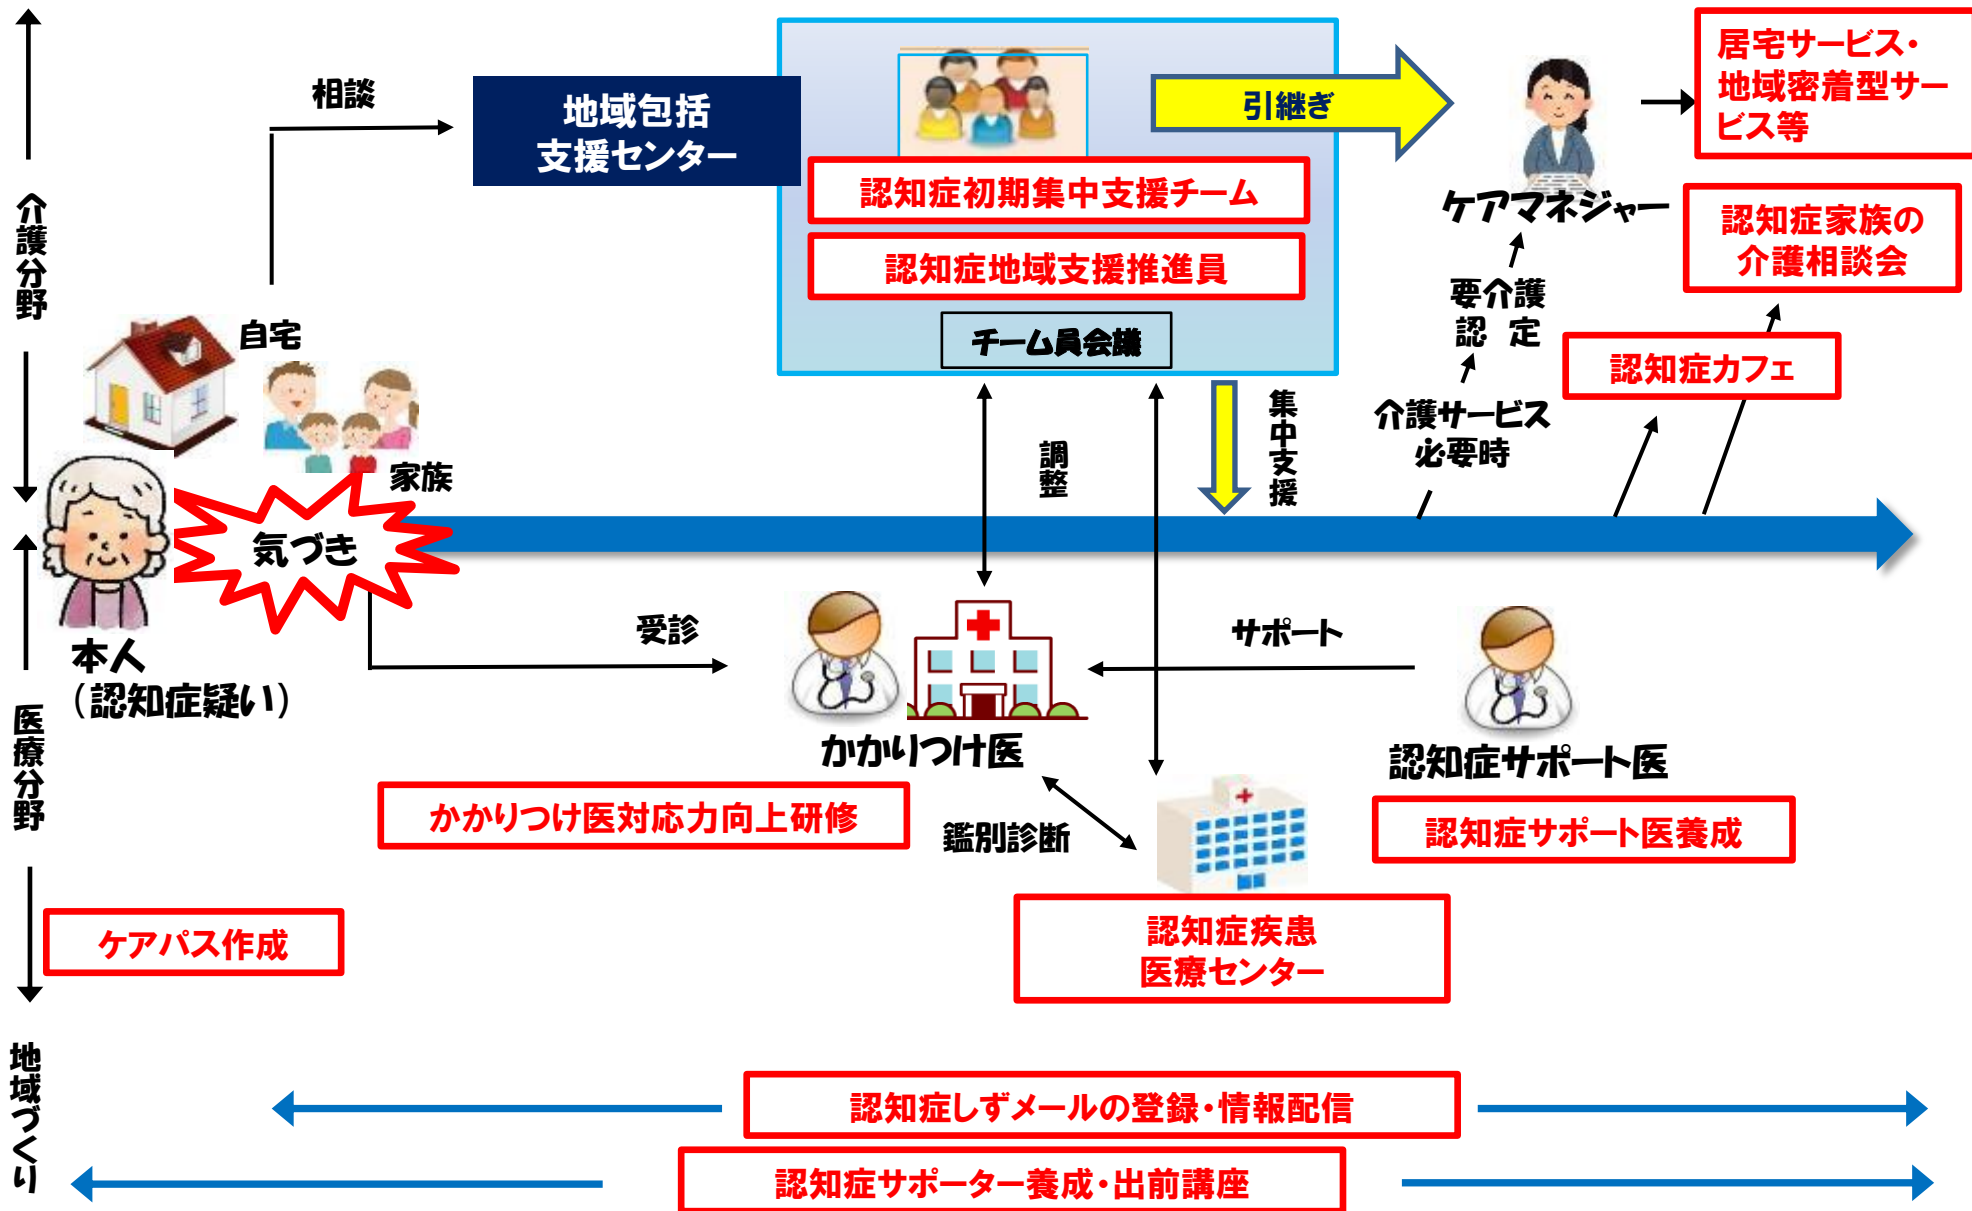 介護分野
医療分野
地域づくり
相談
地域包括
支援センター
認知症初期集中支援チーム
認知症地域支援推進員
チーム員会議
引継ぎ
ケアマネジャー
居宅サービス・
地域密着型サー
ビス等
認知症家族の
介護相談会
要介護
認 定
認知症カフェ
介護サービス
必要時
自宅
家族
気づき
本人
(認知症疑い)
調整
集中支援
受診
サポート
かかりつけ医
認知症サポート医
かかりつけ医対応力向上研修
鑑別診断
認知症サポート医養成
認知症疾患
医療センター
ケアパス作成
認知症しずメールの登録・情報配信
認知症サポーター養成・出前講座